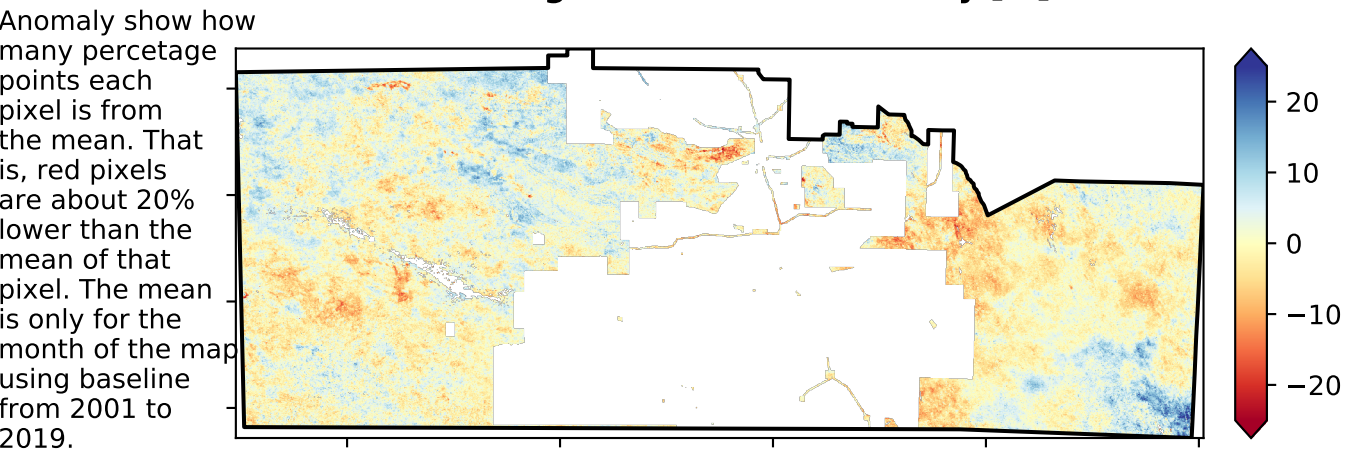 Anomaly show how
many percetage
points each
pixel is from
the mean. That
is, red pixels
are about 20%
lower than the
mean of that
pixel. The mean
is only for the
month of the map
using baseline
from 2001 to
2019.
20
10
0
−10
−20